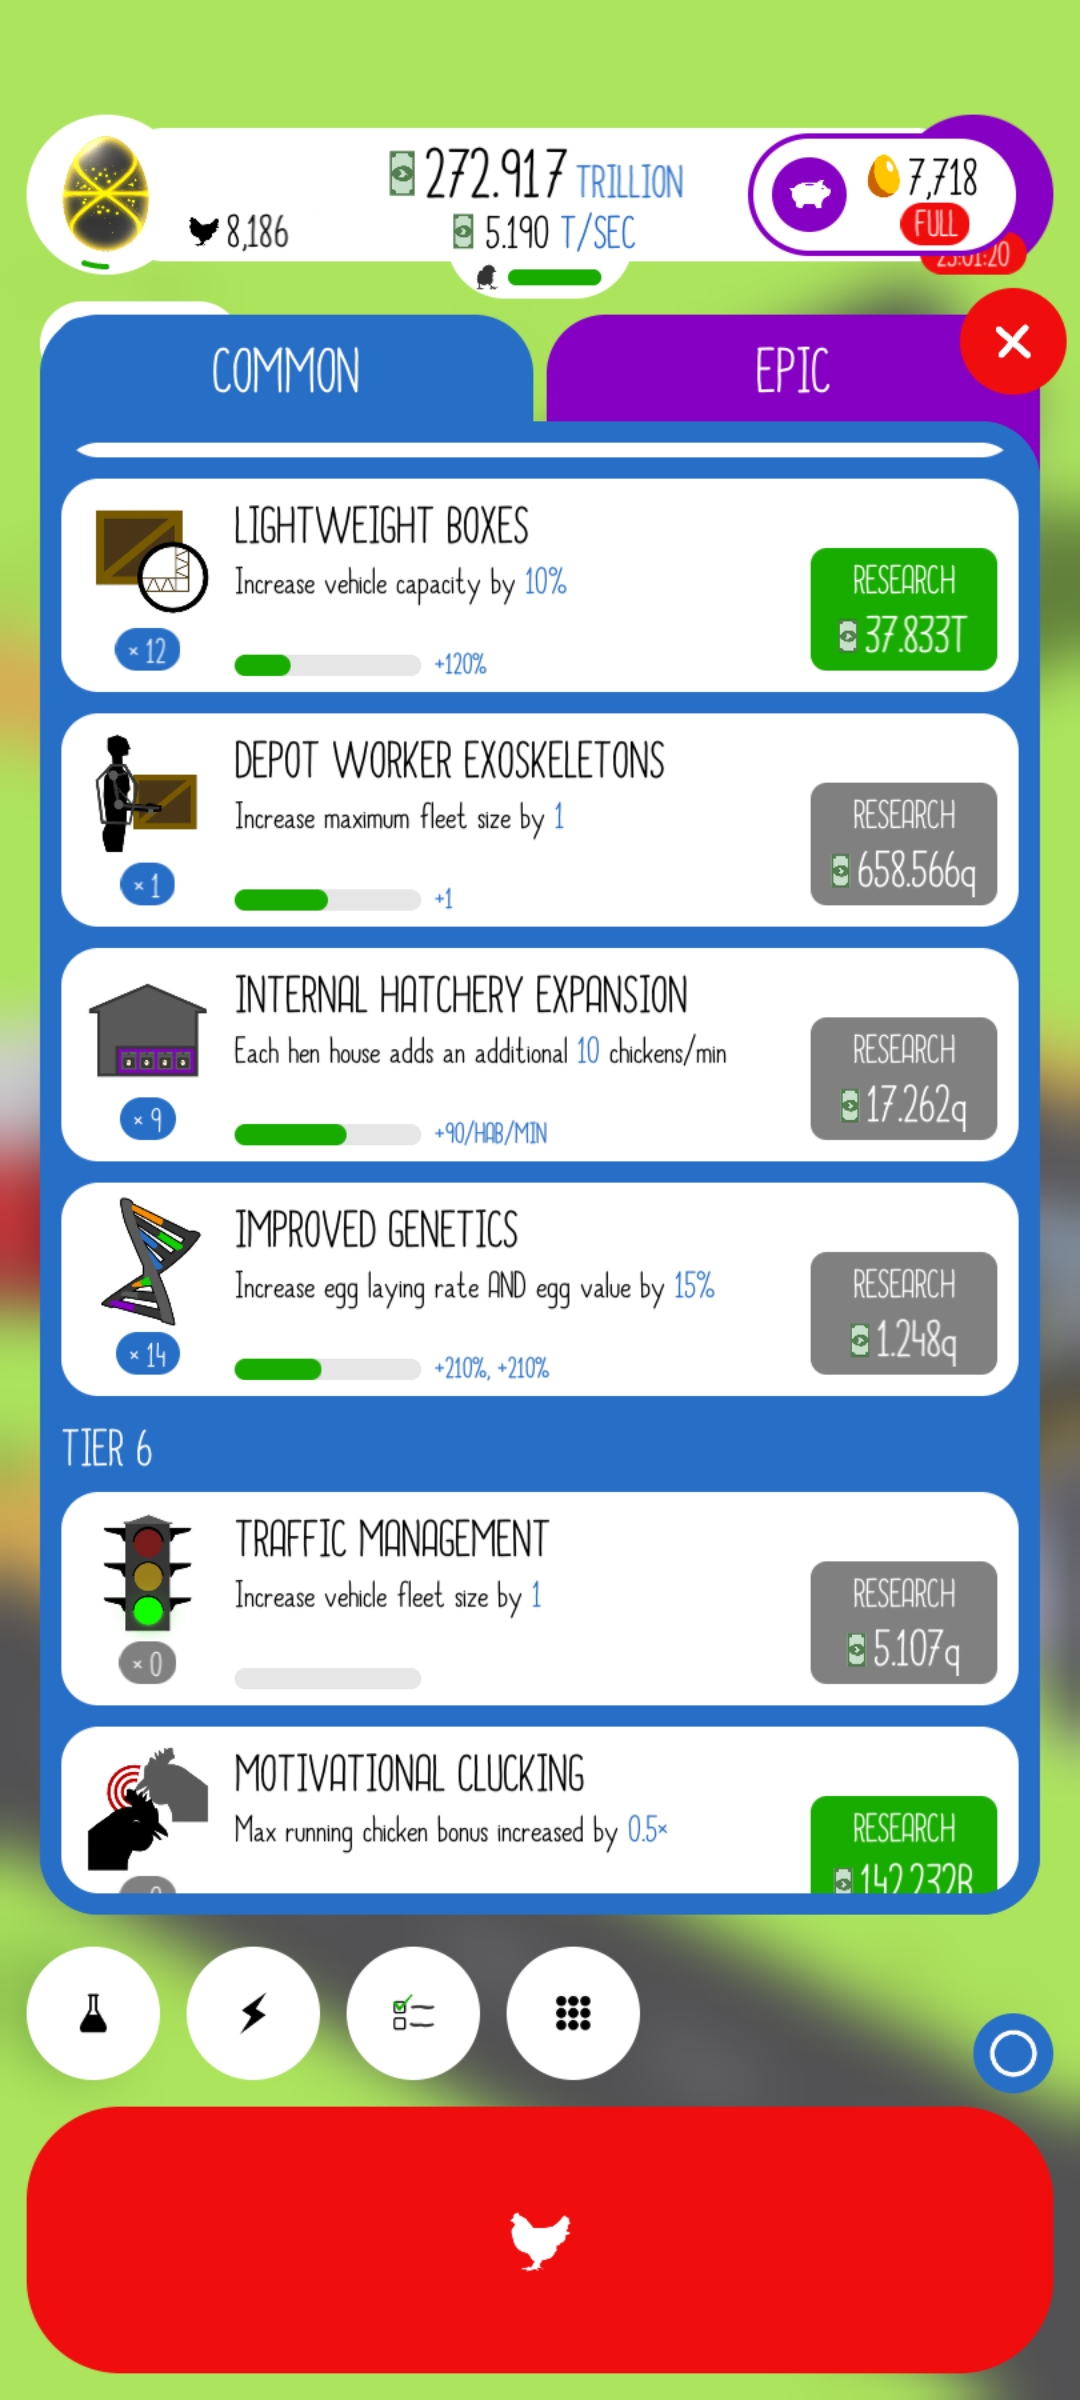 272.917 TRILLION
8,186
5.190 T/SEC
7,718
FULL
23:01:20
COMMON
EPIC
LIGHTWEIGHT BOXES
Increase vehicle capacity by 10%
RESEARCH
37.833T
× 12
+120%
DEPOT WORKER EXOSKELETONS
Increase maximum fleet size by 1
RESEARCH
658.566q
× 1
+1
INTERNAL HATCHERY EXPANSION
Each hen house adds an additional 10 chickens/min
RESEARCH
17.262q
× 9
+90/HAB/MIN
IMPROVED GENETICS
Increase egg laying rate AND egg value by 15%
RESEARCH
1.248q
× 14
+210%, +210%
TIER 6
TRAFFIC MANAGEMENT
Increase vehicle fleet size by 1
RESEARCH
5.107q
× 0
MOTIVATIONAL CLUCKING
Max running chicken bonus increased by 0.5×
RESEARCH
142.232B